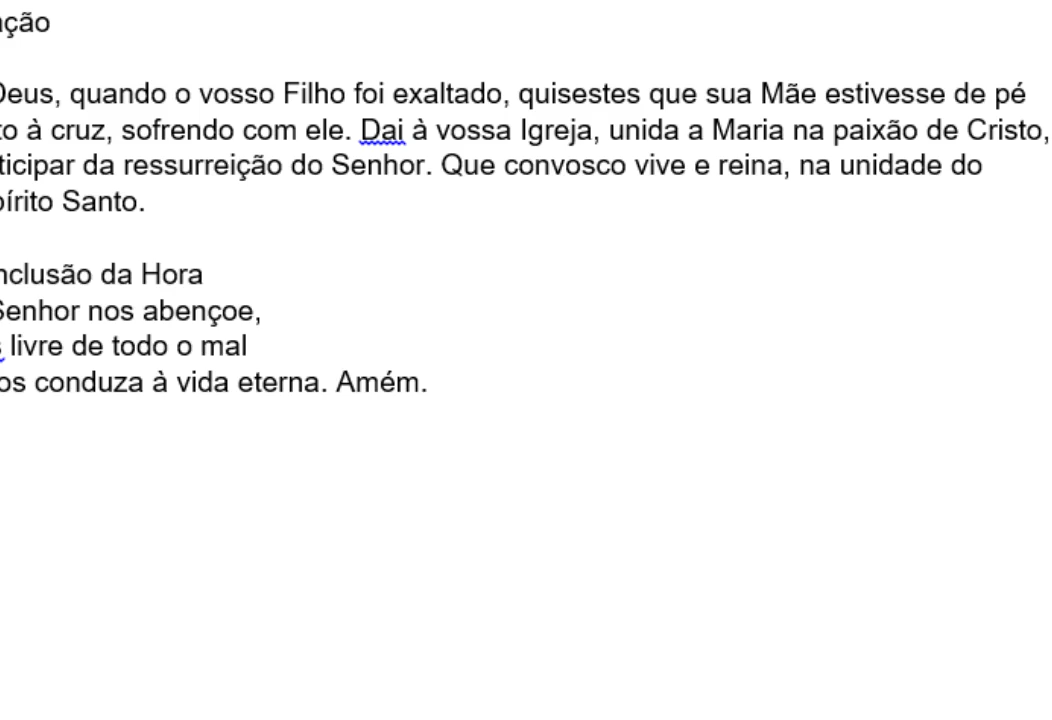 ação
Deus, quando o vosso Filho foi exaltado, quisestes que sua Mãe estivesse de pé
to à cruz, sofrendo com ele. Dai à vossa Igreja, unida a Maria na paixão de Cristo,
ticipar da ressurreição do Senhor. Que convosco vive e reina, na unidade do
pírito Santo.
nclusão da Hora
Senhor nos abençoe,
s livre de todo o mal
os conduza à vida eterna. Amém.